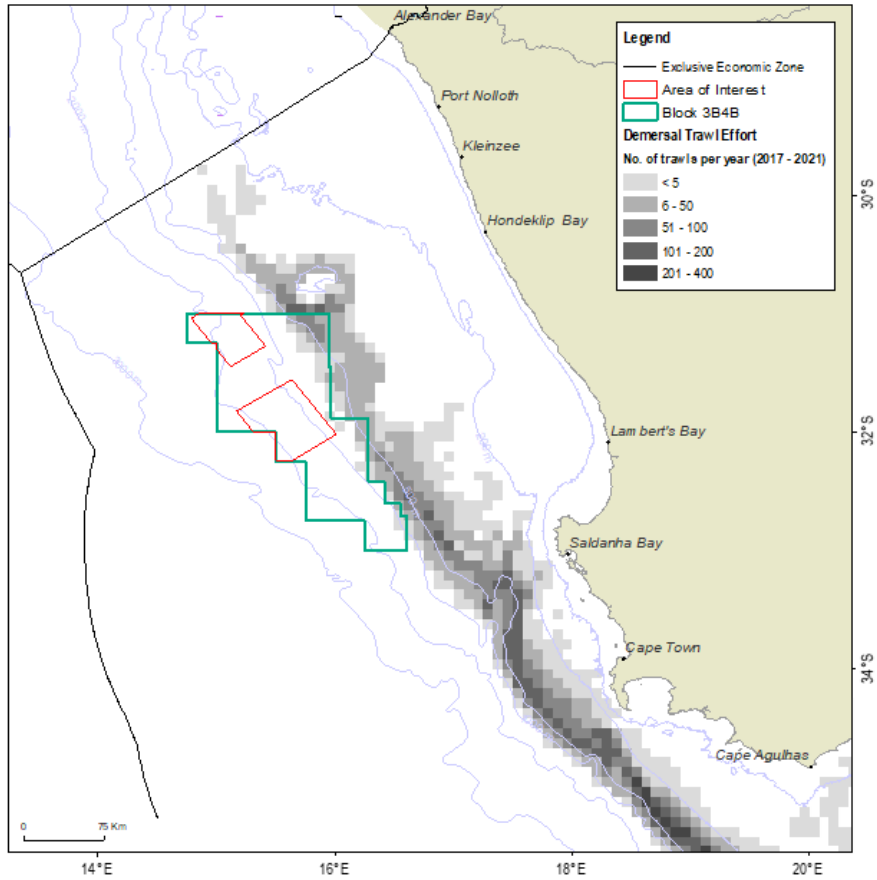 Alexander Bay
Port Nolloth
Kleinzee
Hondeklip Bay
Lambert's Bay
Saldanha Bay
Cape Town
Cape Agulhas
Legend
Exclusive Economic Zone
Area of Interest
Block 3B4B
Demersal Trawl Effort
No. of trawls per year (2017 - 2021)
< 5
6 - 50
51 - 100
101 - 200
201 - 400
30°S
32°S
34°S
0
75 Km
14°E
16°E
18°E
20°E